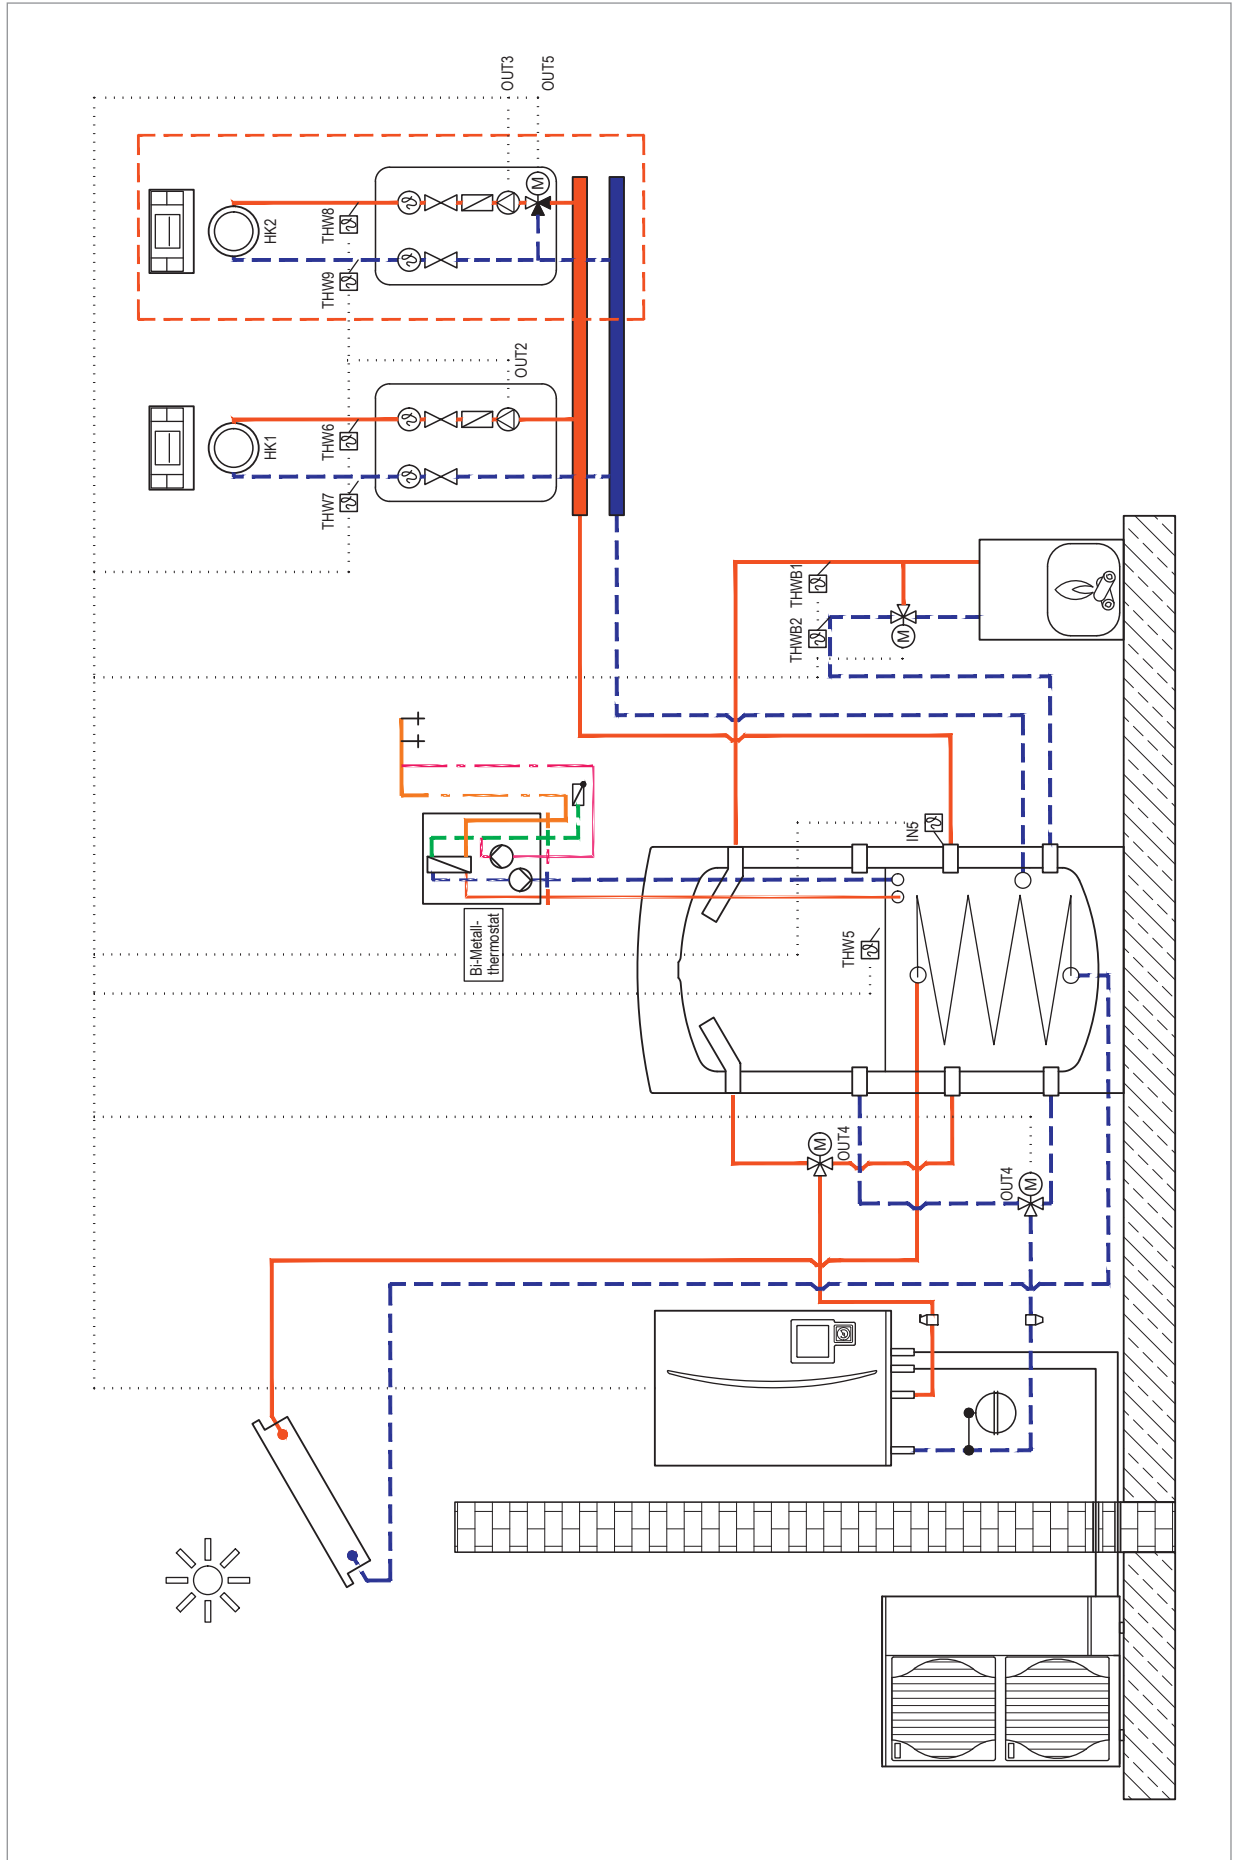 OUT3
OUT5
HK2
THW8
THW9
OUT2
HK1
THW6
THW7
THWB1
THWB2
M
M
IN5
Bi-Metall-
thermostat
THW5
M
OUT4
OUT4
M